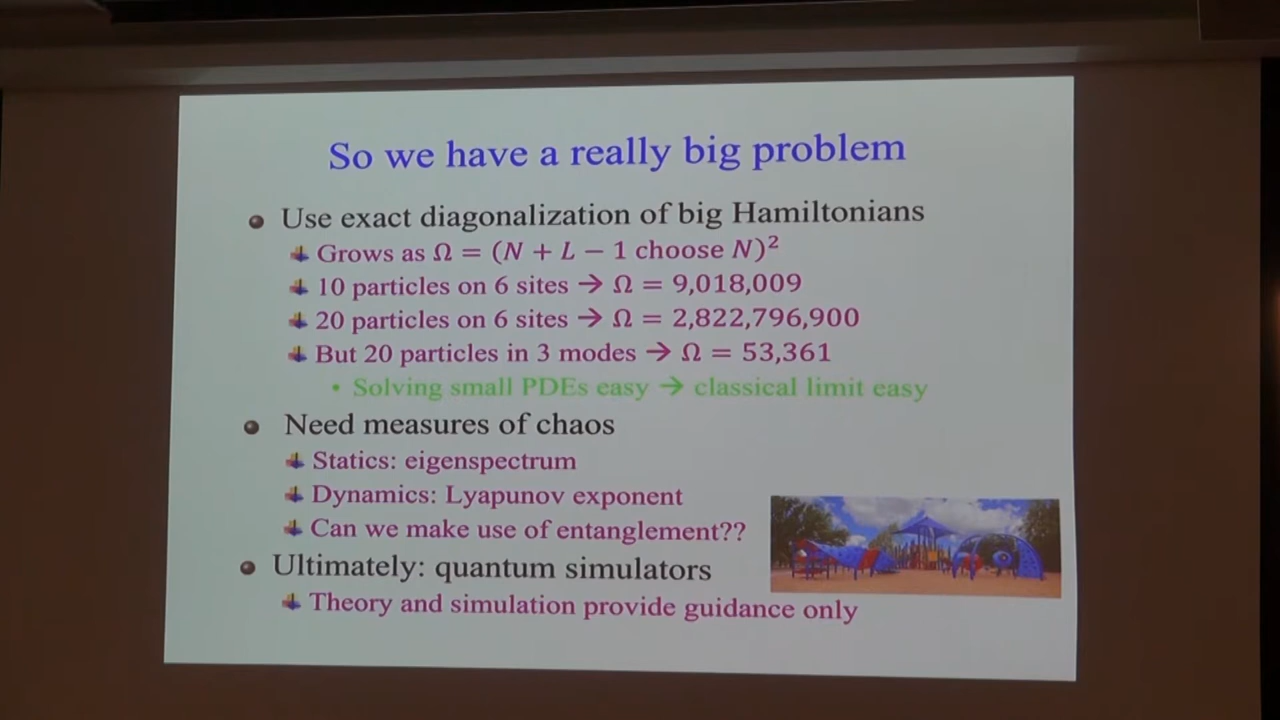 So we have a really big problem
Use exact diagonalization of big Hamiltonians
Grows as Ω = (N + L − 1 choose N)²
10 particles on 6 sites → Ω = 9,018,009
20 particles on 6 sites → Ω = 2,822,796,900
But 20 particles in 3 modes → Ω = 53,361
• Solving small PDEs easy → classical limit easy
Need measures of chaos
Statics: eigenspectrum
Dynamics: Lyapunov exponent
Can we make use of entanglement??
Ultimately: quantum simulators
Theory and simulation provide guidance only